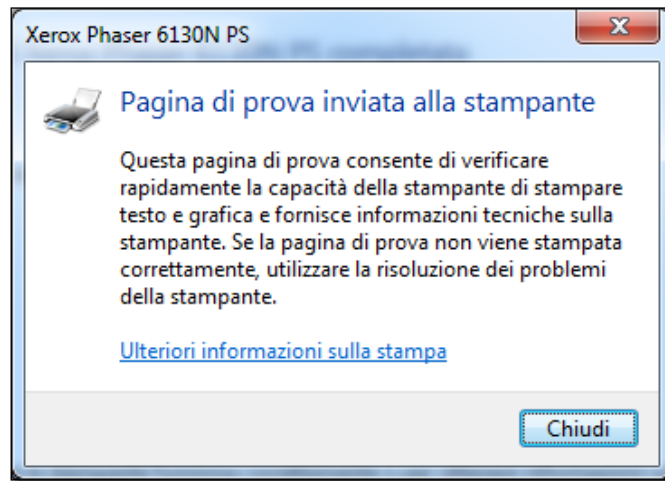 Xerox Phaser 6130N PS
Pagina di prova inviata alla stampante
Questa pagina di prova consente di verificare
rapidamente la capacità della stampante di stampare
testo e grafica e fornisce informazioni tecniche sulla
stampante. Se la pagina di prova non viene stampata
correttamente, utilizzare la risoluzione dei problemi
della stampante.
Ulteriori informazioni sulla stampa
Chiudi